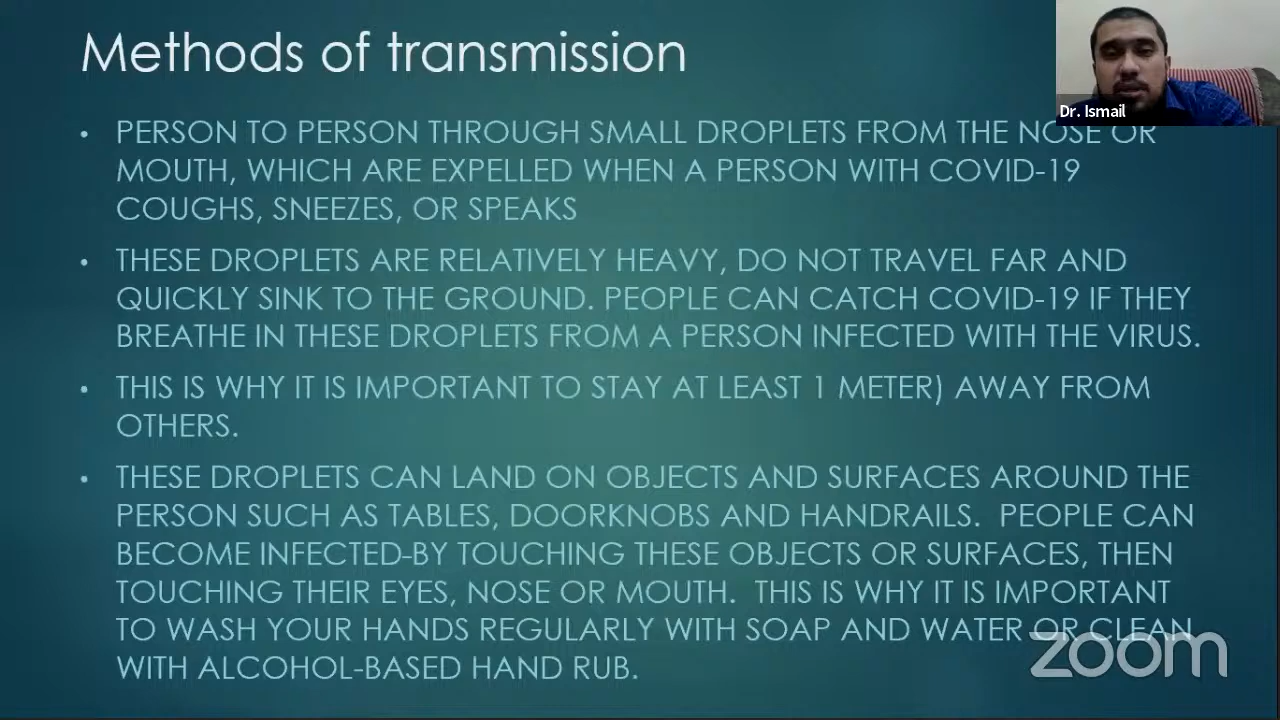 Methods of transmission
Dr. Ismail
• PERSON TO PERSON THROUGH SMALL DROPLETS FROM THE NOSE OR
MOUTH, WHICH ARE EXPELLED WHEN A PERSON WITH COVID-19
COUGHS, SNEEZES, OR SPEAKS
• THESE DROPLETS ARE RELATIVELY HEAVY, DO NOT TRAVEL FAR AND
QUICKLY SINK TO THE GROUND. PEOPLE CAN CATCH COVID-19 IF THEY
BREATHE IN THESE DROPLETS FROM A PERSON INFECTED WITH THE VIRUS.
• THIS IS WHY IT IS IMPORTANT TO STAY AT LEAST 1 METER) AWAY FROM
OTHERS.
• THESE DROPLETS CAN LAND ON OBJECTS AND SURFACES AROUND THE
PERSON SUCH AS TABLES, DOORKNOBS AND HANDRAILS.  PEOPLE CAN
BECOME INFECTED-BY TOUCHING THESE OBJECTS OR SURFACES, THEN
TOUCHING THEIR EYES, NOSE OR MOUTH.  THIS IS WHY IT IS IMPORTANT
TO WASH YOUR HANDS REGULARLY WITH SOAP AND WATER OR CLEAN
WITH ALCOHOL-BASED HAND RUB.
zoom